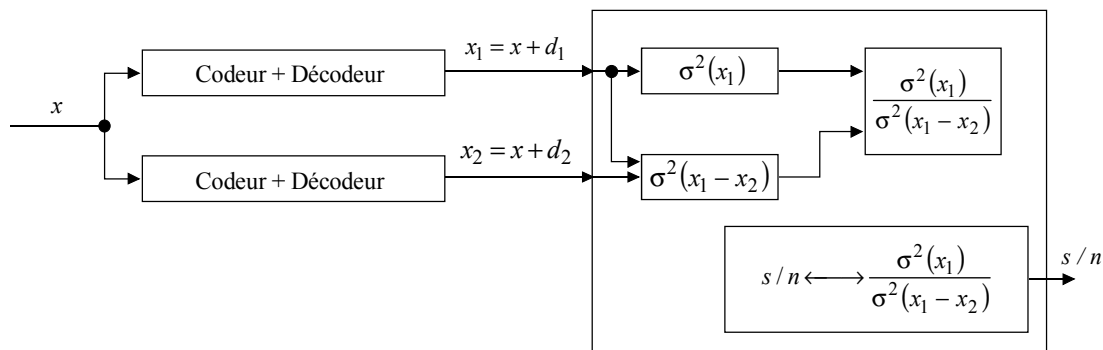 x
Codeur + Décodeur
x₁ = x + d₁
σ²(x₁)
σ²(x₁) / σ²(x₁ − x₂)
Codeur + Décodeur
x₂ = x + d₂
σ²(x₁ − x₂)
s / n ⟷ σ²(x₁) / σ²(x₁ − x₂)
s / n